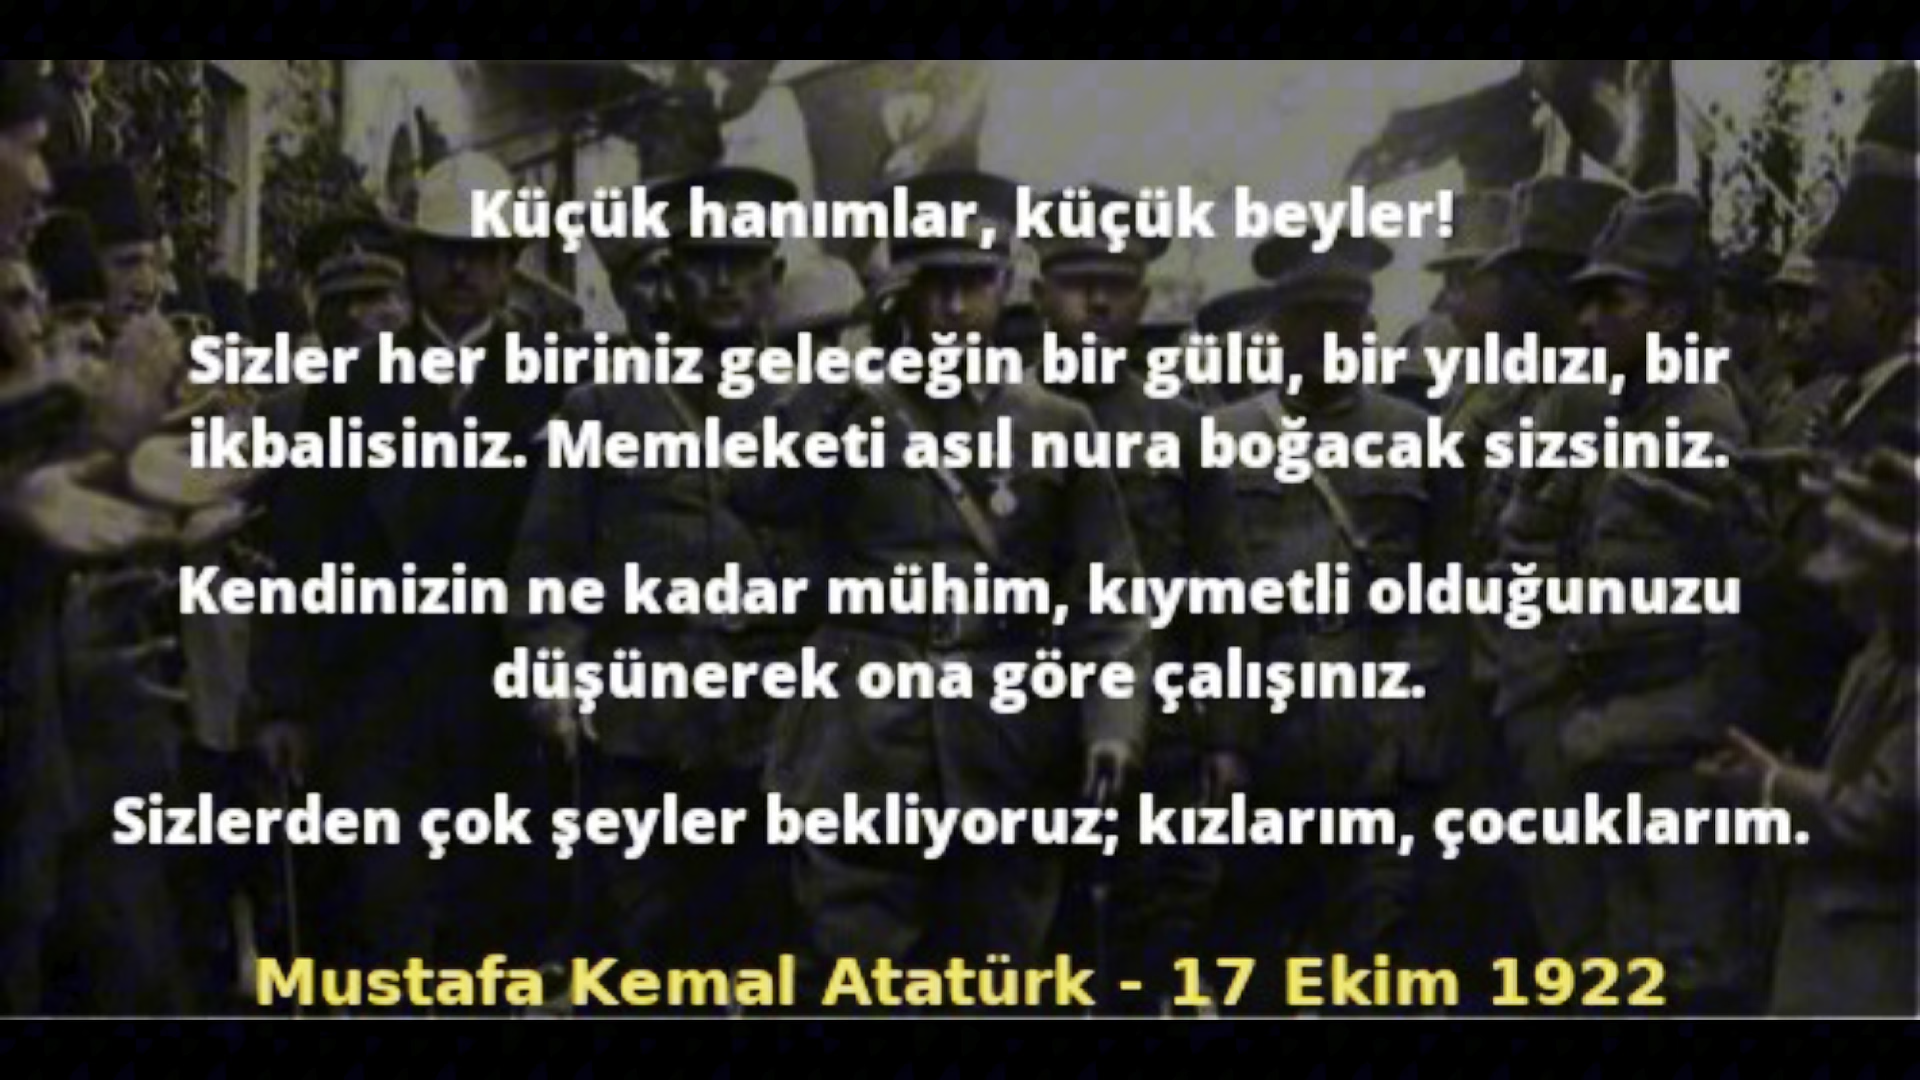 Küçük hanımlar, küçük beyler!
Sizler her biriniz geleceğin bir gülü, bir yıldızı, bir
ikbalisiniz. Memleketi asıl nura boğacak sizsiniz.
Kendinizin ne kadar mühim, kıymetli olduğunuzu
düşünerek ona göre çalışınız.
Sizlerden çok şeyler bekliyoruz; kızlarım, çocuklarım.
Mustafa Kemal Atatürk - 17 Ekim 1922